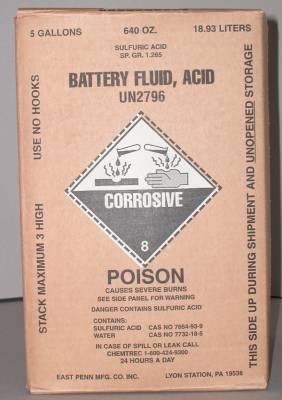 5 GALLONS 640 OZ. 18.93 LITERS
SULFURIC ACID
SP. GR. 1.265
BATTERY FLUID, ACID
UN2796
USE NO HOOKS
STACK MAXIMUM 3 HIGH
THIS SIDE UP DURING SHIPMENT AND UNOPENED STORAGE
CORROSIVE
8
POISON
CAUSES SEVERE BURNS
SEE SIDE PANEL FOR WARNING
DANGER CONTAINS SULFURIC ACID
CONTAINS:
SULFURIC ACID CAS NO 7664-93-9
WATER CAS NO 7732-18-5
IN CASE OF SPILL OR LEAK CALL
CHEMTREC 1-800-424-9300
24 HOURS A DAY
EAST PENN MFG. CO. INC. LYON STATION, PA 19536